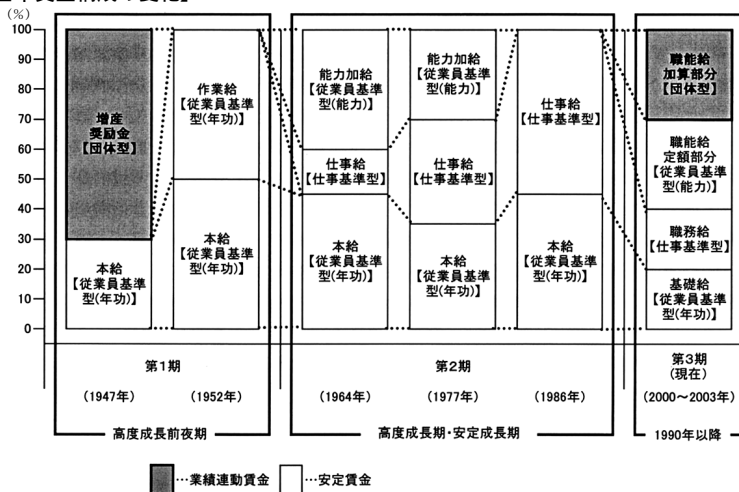 (%)
100
90
80
70
60
50
40
30
20
10
0
増産
奨励金
【団体型】
本給
【従業員基準
型(年功)】
作業給
【従業員基準
型(年功)】
本給
【従業員基準
型(年功)】
能力加給
【従業員基準
型(能力)】
仕事給
【仕事基準型】
本給
【従業員基準
型(年功)】
能力加給
【従業員基準
型(能力)】
仕事給
【仕事基準型】
本給
【従業員基準
型(年功)】
仕事給
【仕事基準型】
本給
【従業員基準
型(年功)】
職能給
加算部分
【団体型】
職能給
定額部分
【従業員基準
型(能力)】
職務給
【仕事基準型】
基礎給
【従業員基準
型(年功)】
第1期
(1947年)
(1952年)
第2期
(1964年)
(1977年)
(1986年)
第3期
(現在)
(2000～2003年)
高度成長前夜期
高度成長期・安定成長期
1990年以降
…業績連動賃金
…安定賃金